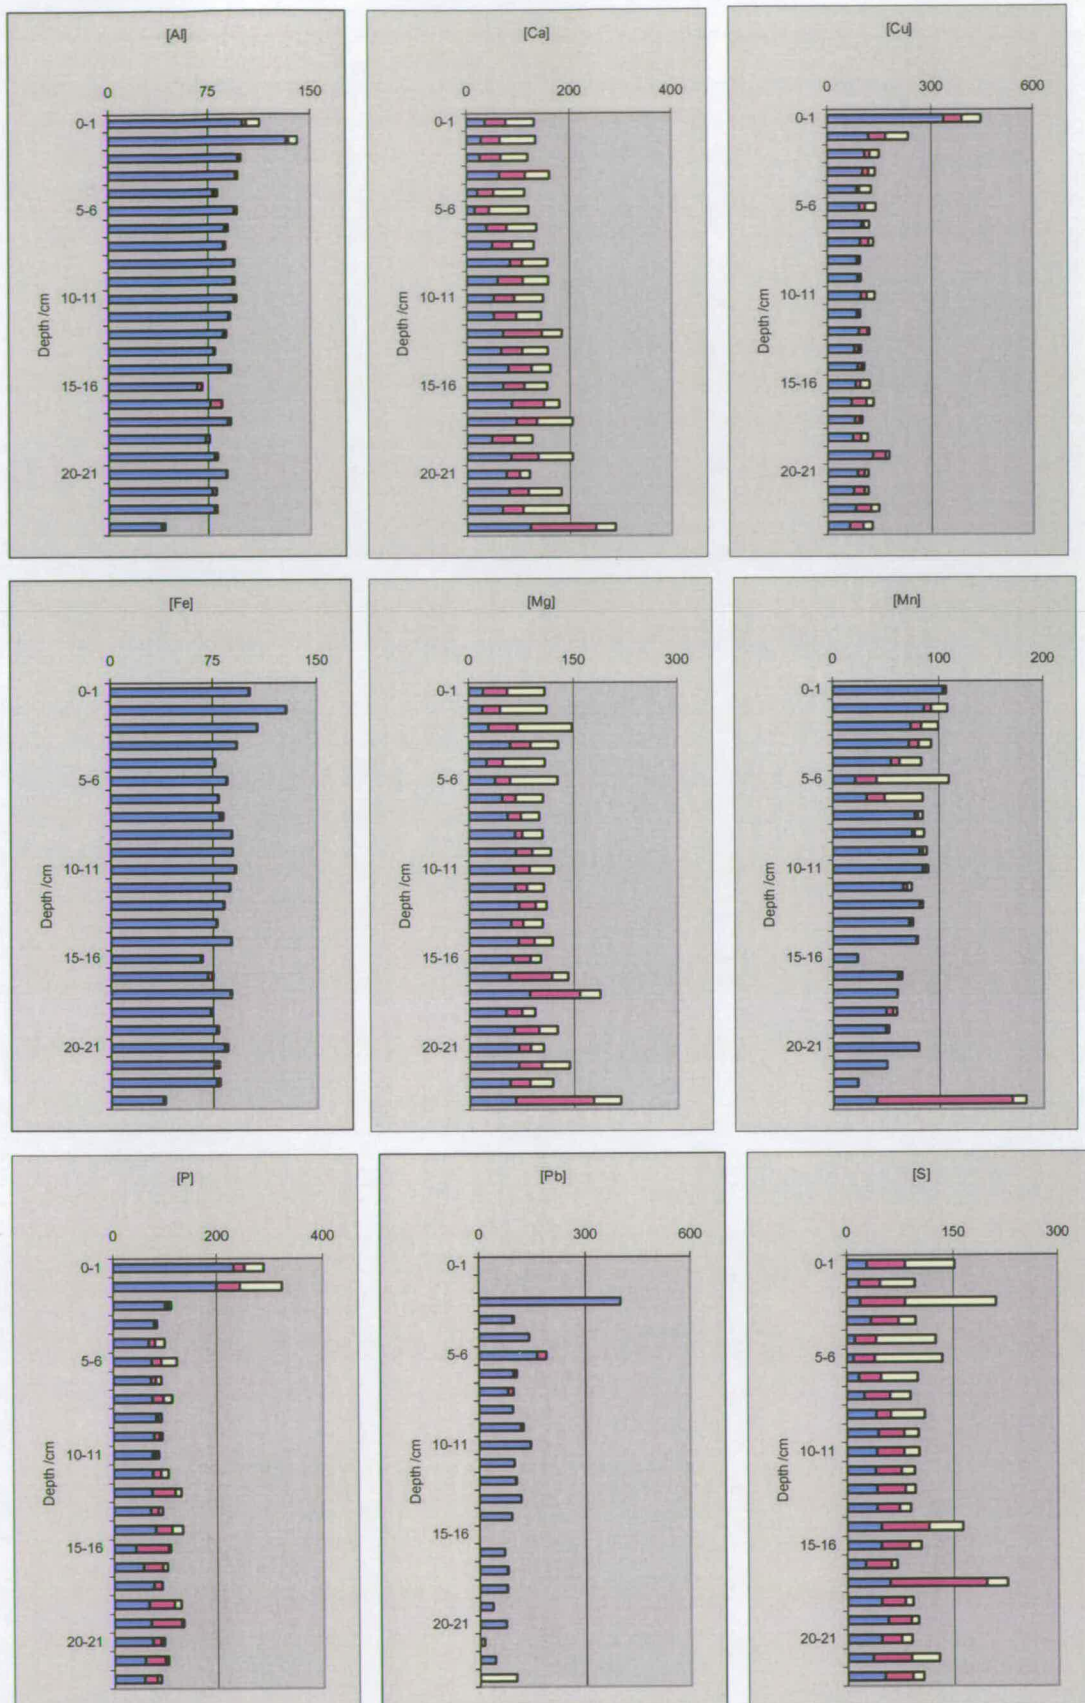 [Al]
0 75 150
0-1
5-6
10-11
15-16
20-21
Depth /cm
[Ca]
0 200 400
0-1
5-6
10-11
15-16
20-21
Depth /cm
[Cu]
0 300 600
0-1
5-6
10-11
15-16
20-21
Depth /cm
[Fe]
0 75 150
0-1
5-6
10-11
15-16
20-21
Depth /cm
[Mg]
0 150 300
0-1
5-6
10-11
15-16
20-21
Depth /cm
[Mn]
0 100 200
0-1
5-6
10-11
15-16
20-21
Depth /cm
[P]
0 200 400
0-1
5-6
10-11
15-16
20-21
Depth /cm
[Pb]
0 300 600
0-1
5-6
10-11
15-16
20-21
Depth /cm
[S]
0 150 300
0-1
5-6
10-11
15-16
20-21
Depth /cm